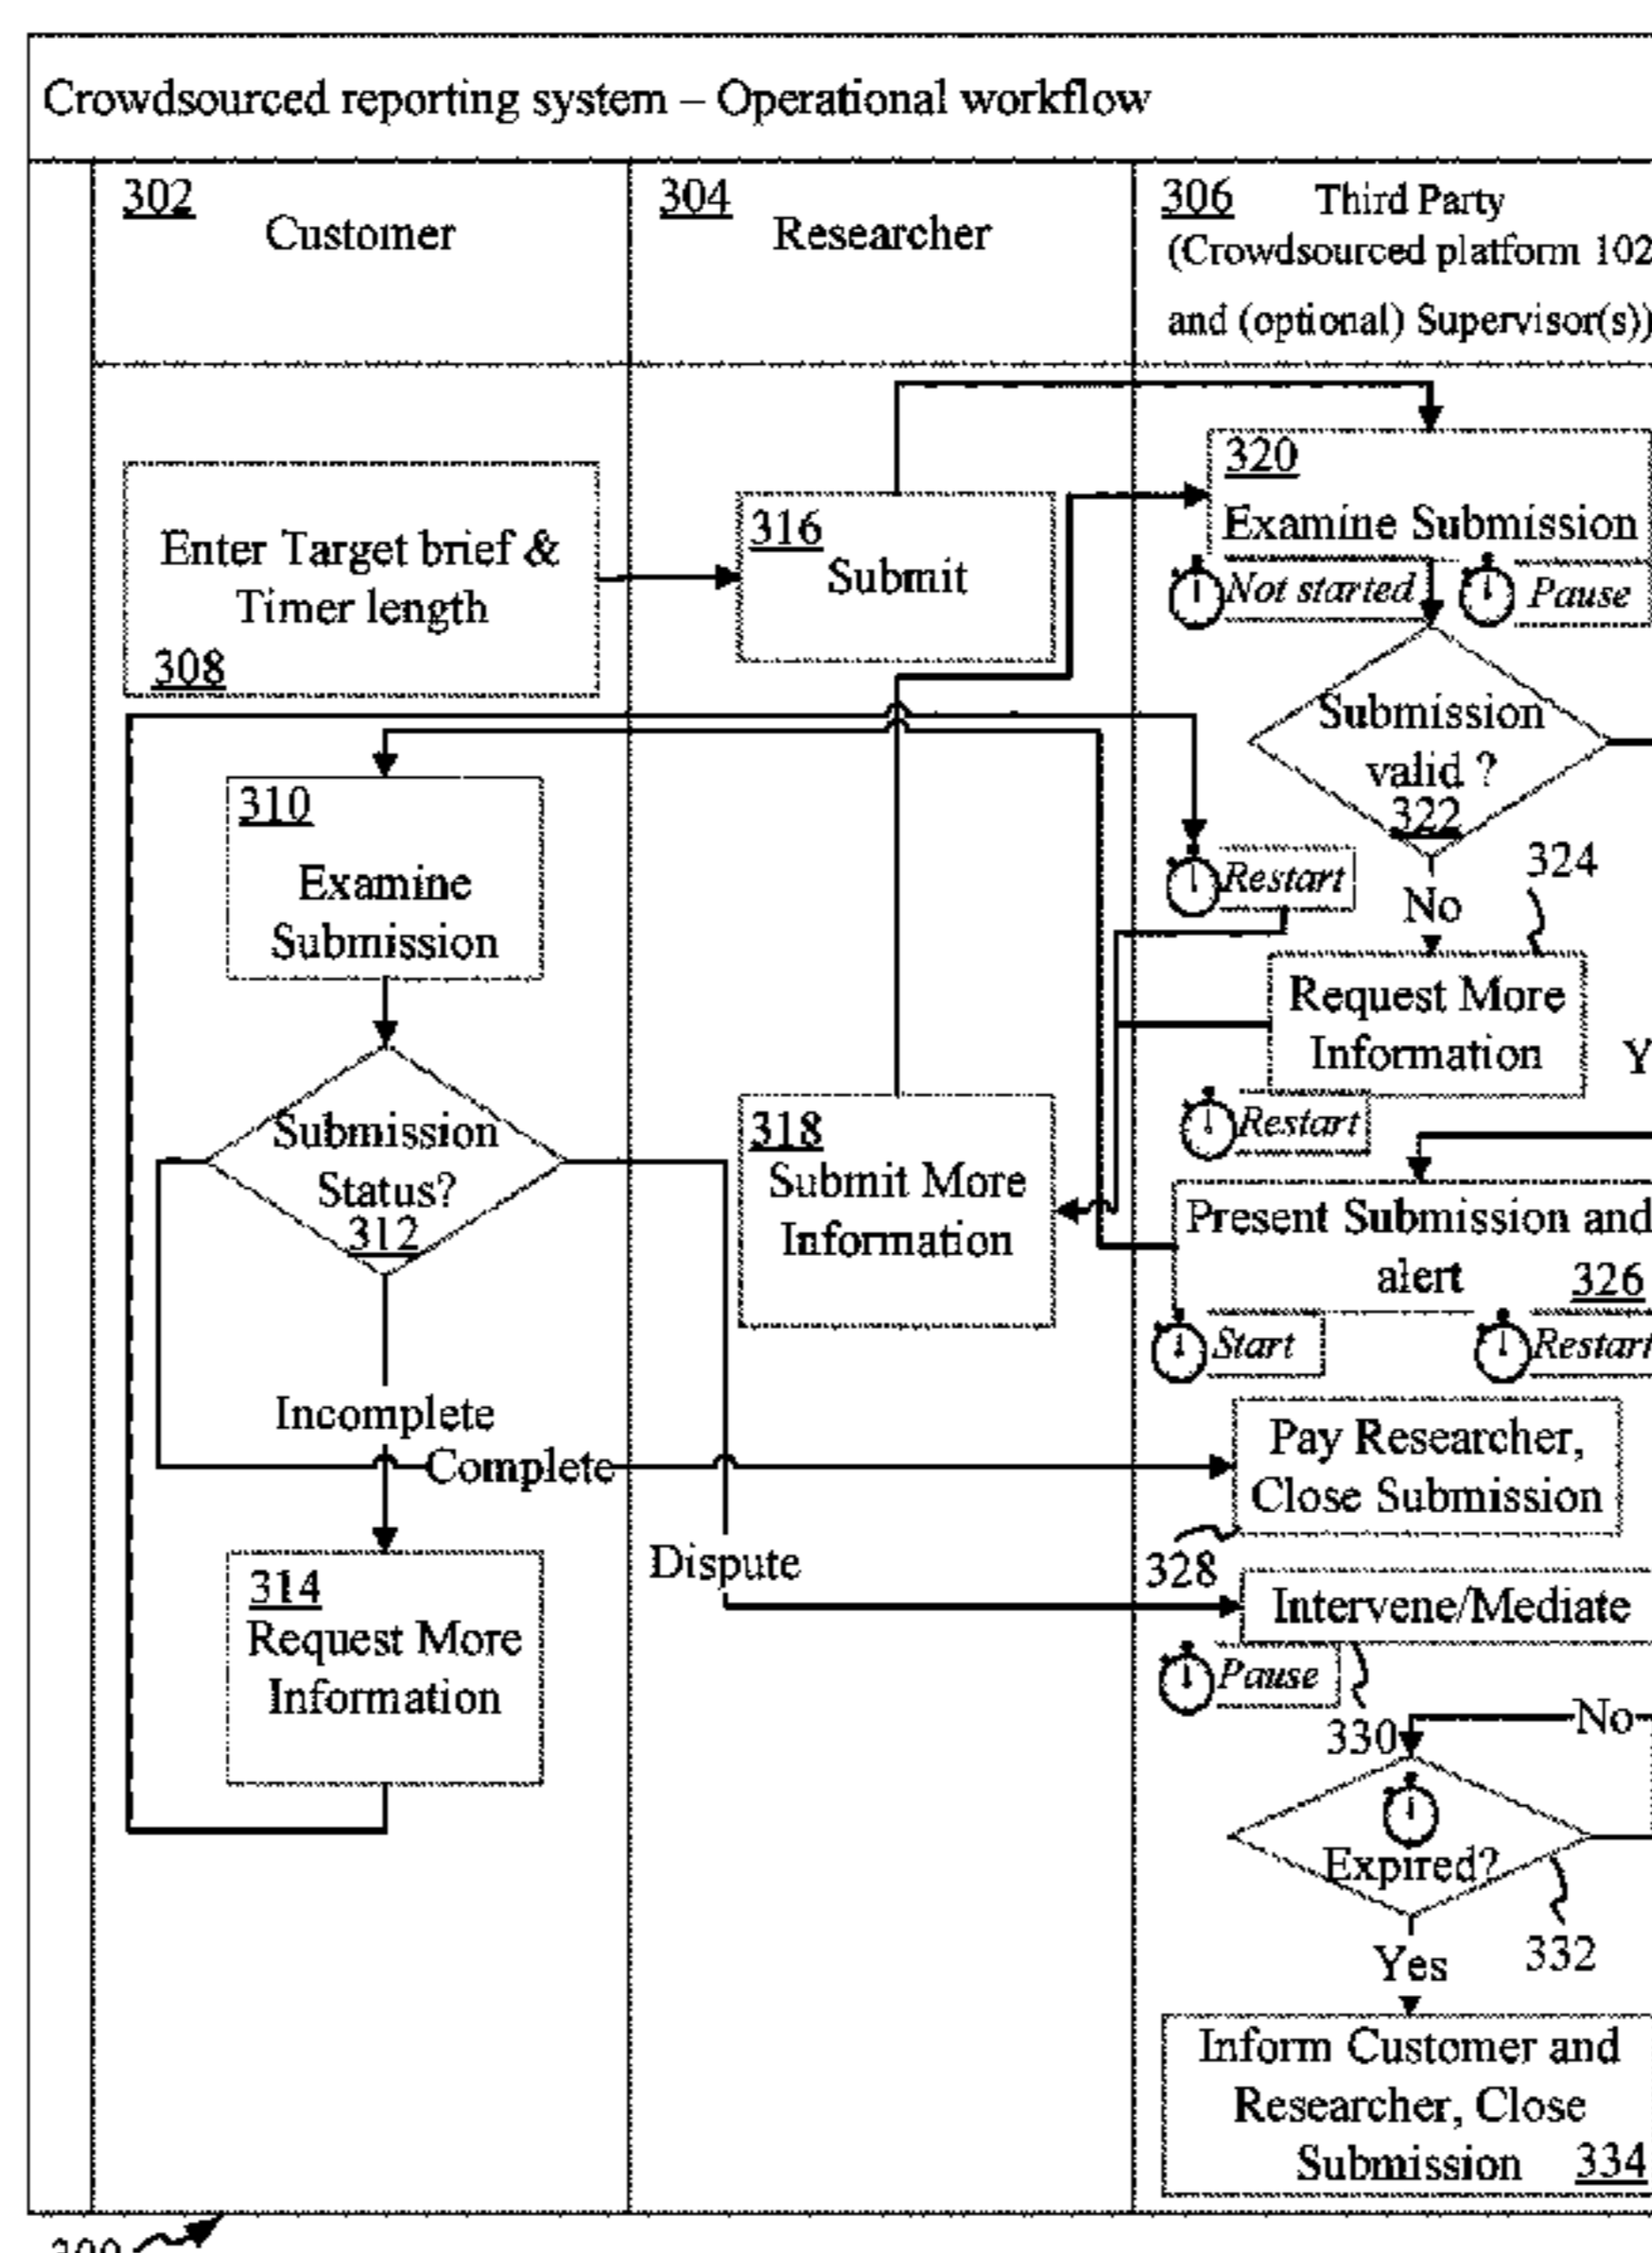 Crowdsourced reporting system – Operational workflow
302
Customer
304
Researcher
306 Third Party
(Crowdsourced platform 102
and (optional) Supervisor(s))
Enter Target brief &
Timer length
308
316
Submit
320
Examine Submission
Not started
Pause
Submission
valid ?
322
310
Examine
Submission
Restart
No
324
Request More
Information
Y
Restart
Submission
Status?
312
318
Submit More
Information
Present Submission and
alert 326
Start
Restart
Incomplete
Complete
Pay Researcher,
Close Submission
328
Dispute
Intervene/Mediate
Pause
330
314
Request More
Information
No
Expired?
332
Yes
Inform Customer and
Researcher, Close
Submission 334